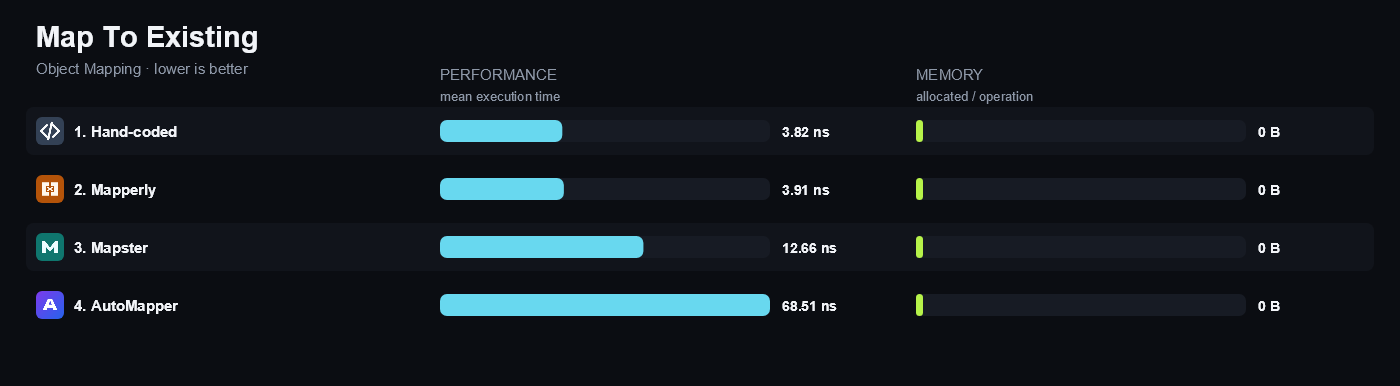 Map To Existing
Object Mapping · lower is better
PERFORMANCE
mean execution time
MEMORY
allocated / operation
1. Hand-coded 3.82 ns 0 B
2. Mapperly 3.91 ns 0 B
M 3. Mapster 12.66 ns 0 B
A 4. AutoMapper 68.51 ns 0 B